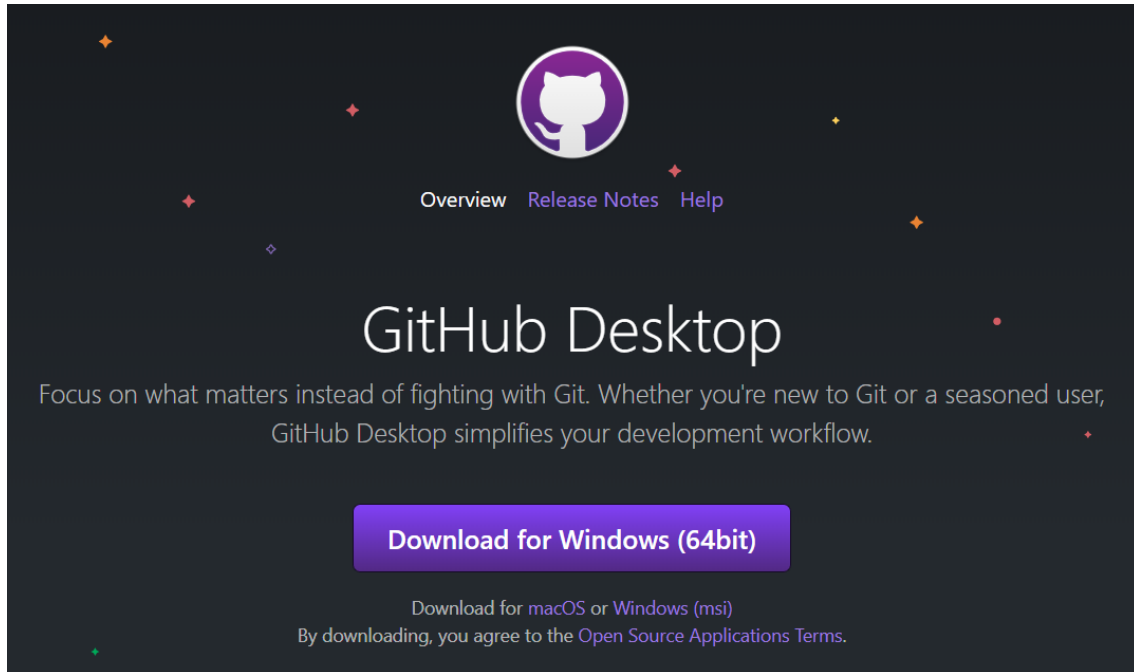 Overview Release Notes Help
GitHub Desktop
Focus on what matters instead of fighting with Git. Whether you're new to Git or a seasoned user,
GitHub Desktop simplifies your development workflow.
Download for Windows (64bit)
Download for macOS or Windows (msi)
By downloading, you agree to the Open Source Applications Terms.